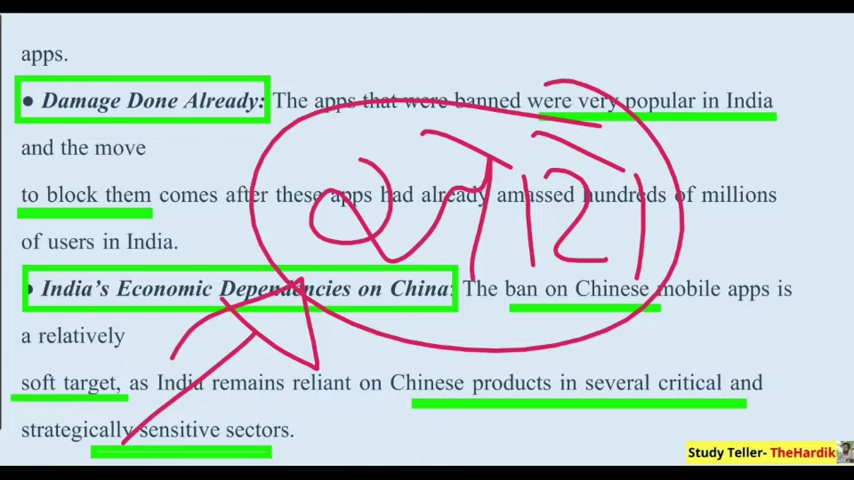 apps.
● Damage Done Already: The apps that were banned were very popular in India
and the move
to block them comes after these apps had already amassed hundreds of millions
of users in India.
● India's Economic Dependencies on China: The ban on Chinese mobile apps is
a relatively
soft target, as India remains reliant on Chinese products in several critical and
strategically sensitive sectors.
Study Teller- TheHardik